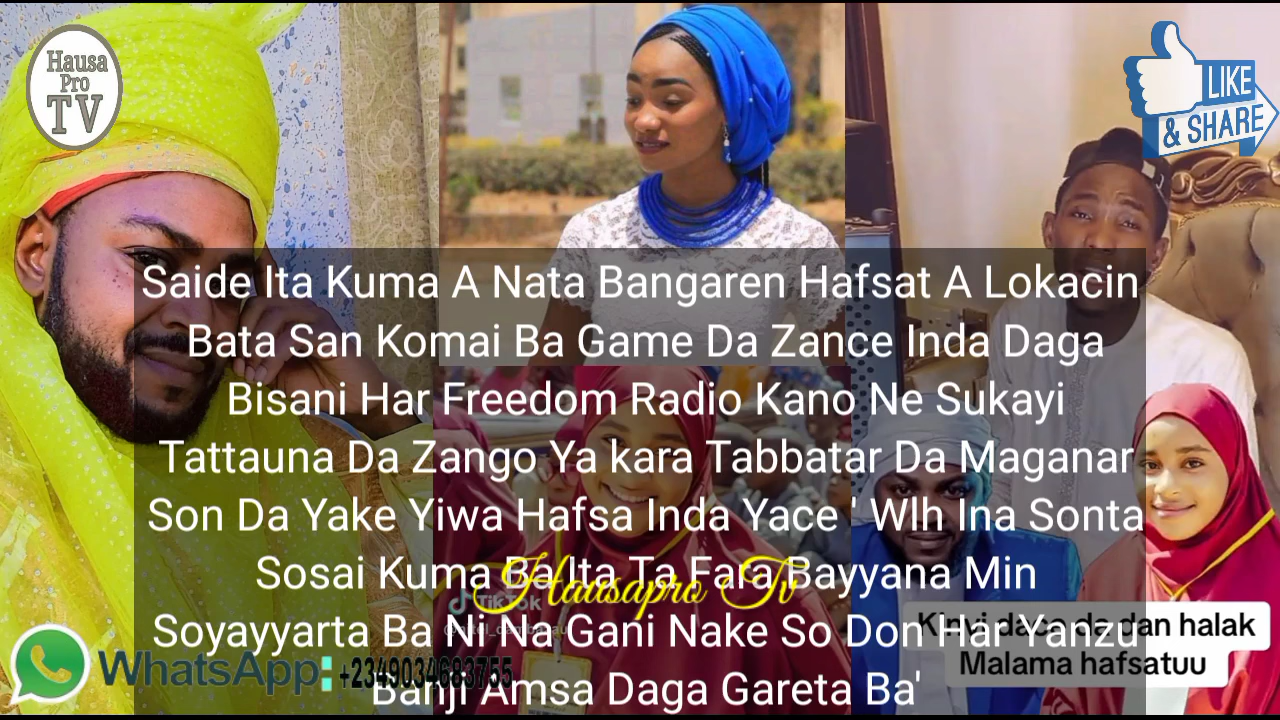 Hausa
Pro
TV
LIKE
& SHARE
Saide Ita Kuma A Nata Bangaren Hafsat A Lokacin
Bata San Komai Ba Game Da Zance Inda Daga
Bisani Har Freedom Radio Kano Ne Sukayi
Tattauna Da Zango Ya kara Tabbatar Da Maganar
Son Da Yake Yiwa Hafsa Inda Yace ' Wlh Ina Sonta
Sosai Kuma Ba Ita Ta Fara Bayyana Min
Soyayyarta Ba Ni Na Gani Nake So Don Har Yanzu
Banji Amsa Daga Gareta Ba'
Hausapro Tv
TikTok
dan halak
Malama hafsatuu
WhatsApp: +2349034683755